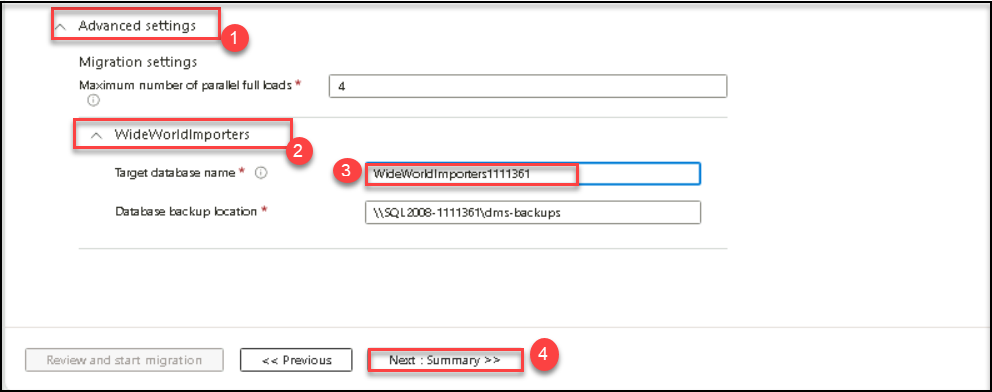 Advanced settings
1
Migration settings
Maximum number of parallel full loads *
4
WideWorldImporters
2
Target database name *
3
WideWorldImporters1111361
Database backup location *
\\SQL2008-1111361\dms-backups
Review and start migration
<< Previous
Next : Summary >>
4